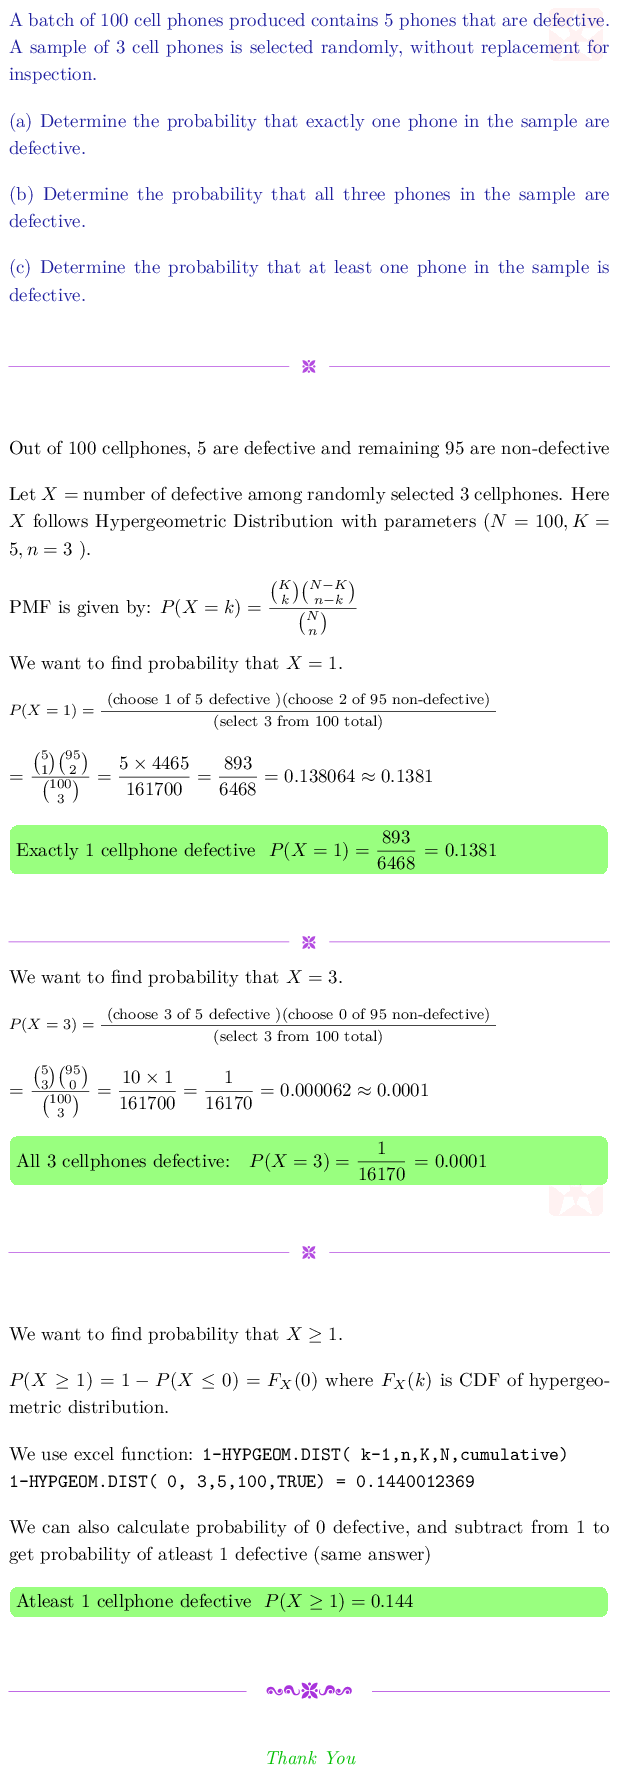 A batch of 100 cell phones produced contains 5 phones that are defective.
A sample of 3 cell phones is selected randomly, without replacement for
inspection.
(a) Determine the probability that exactly one phone in the sample are
defective.
(b) Determine the probability that all three phones in the sample are
defective.
(c) Determine the probability that at least one phone in the sample is
defective.
Out of 100 cellphones, 5 are defective and remaining 95 are non-defective
Let X = number of defective among randomly selected 3 cellphones. Here
X follows Hypergeometric Distribution with parameters (N = 100, K =
5, n = 3 ).
PMF is given by: P(X = k) = \frac{\binom{K}{k}\binom{N-K}{n-k}}{\binom{N}{n}}
We want to find probability that X = 1.
P(X = 1) = \frac{(choose 1 of 5 defective )(choose 2 of 95 non-defective)}{(select 3 from 100 total)}
= \frac{\binom{5}{1}\binom{95}{2}}{\binom{100}{3}} = \frac{5 × 4465}{161700} = \frac{893}{6468} = 0.138064 ≈ 0.1381
Exactly 1 cellphone defective P(X = 1) = \frac{893}{6468} = 0.1381
We want to find probability that X = 3.
P(X = 3) = \frac{(choose 3 of 5 defective )(choose 0 of 95 non-defective)}{(select 3 from 100 total)}
= \frac{\binom{5}{3}\binom{95}{0}}{\binom{100}{3}} = \frac{10 × 1}{161700} = \frac{1}{16170} = 0.000062 ≈ 0.0001
All 3 cellphones defective: P(X = 3) = \frac{1}{16170} = 0.0001
We want to find probability that X ≥ 1.
P(X ≥ 1) = 1 − P(X ≤ 0) = F_X(0) where F_X(k) is CDF of hypergeo-
metric distribution.
We use excel function: 1-HYPGEOM.DIST( k-1,n,K,N,cumulative)
1-HYPGEOM.DIST( 0, 3,5,100,TRUE) = 0.1440012369
We can also calculate probability of 0 defective, and subtract from 1 to
get probability of atleast 1 defective (same answer)
Atleast 1 cellphone defective P(X ≥ 1) = 0.144
Thank You